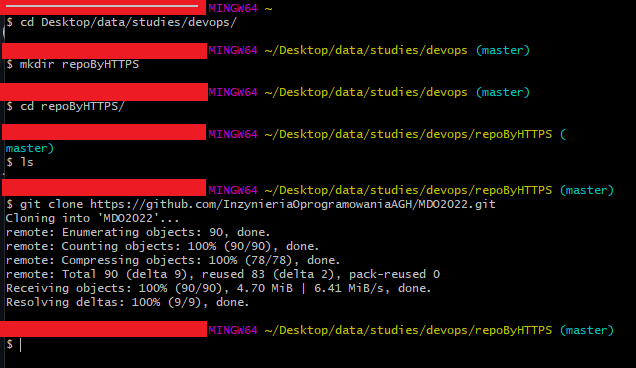 MINGW64 ~
$ cd Desktop/data/studies/devops/
MINGW64 ~/Desktop/data/studies/devops (master)
$ mkdir repoByHTTPS
MINGW64 ~/Desktop/data/studies/devops (master)
$ cd repoByHTTPS/
MINGW64 ~/Desktop/data/studies/devops/repoByHTTPS (
master)
$ ls
MINGW64 ~/Desktop/data/studies/devops/repoByHTTPS (master)
$ git clone https://github.com/InzynieriaOprogramowaniaAGH/MDO2022.git
Cloning into 'MDO2022'...
remote: Enumerating objects: 90, done.
remote: Counting objects: 100% (90/90), done.
remote: Compressing objects: 100% (78/78), done.
remote: Total 90 (delta 9), reused 83 (delta 2), pack-reused 0
Receiving objects: 100% (90/90), 4.70 MiB | 6.41 MiB/s, done.
Resolving deltas: 100% (9/9), done.
MINGW64 ~/Desktop/data/studies/devops/repoByHTTPS (master)
$